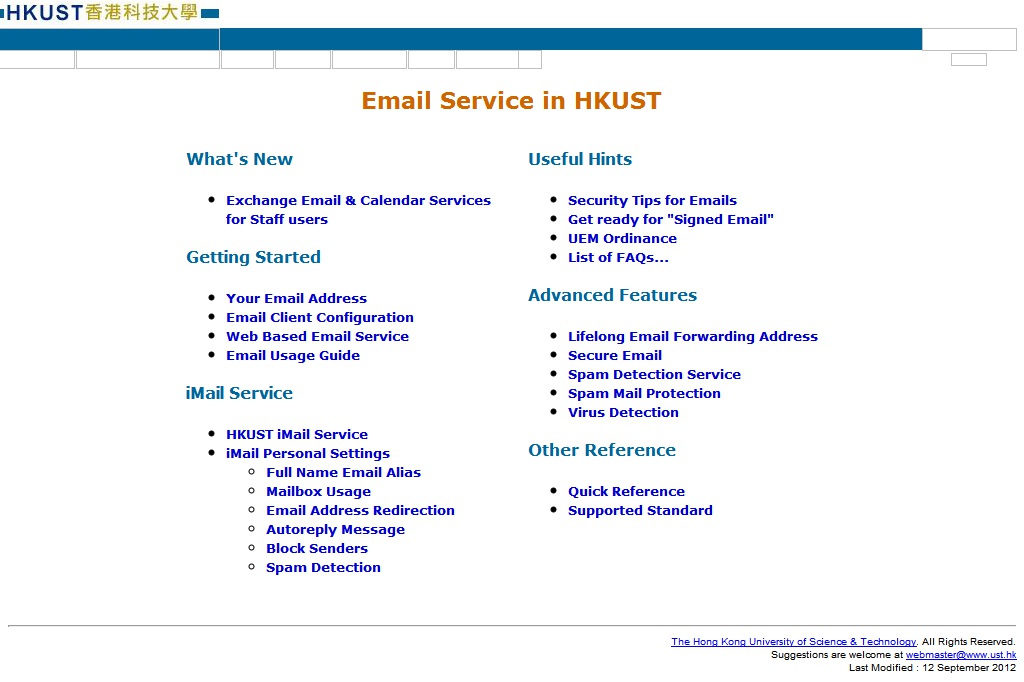 HKUST香港科技大學
Email Service in HKUST
What's New
Exchange Email & Calendar Services
for Staff users
Getting Started
Your Email Address
Email Client Configuration
Web Based Email Service
Email Usage Guide
iMail Service
HKUST iMail Service
iMail Personal Settings
Full Name Email Alias
Mailbox Usage
Email Address Redirection
Autoreply Message
Block Senders
Spam Detection
Useful Hints
Security Tips for Emails
Get ready for "Signed Email"
UEM Ordinance
List of FAQs...
Advanced Features
Lifelong Email Forwarding Address
Secure Email
Spam Detection Service
Spam Mail Protection
Virus Detection
Other Reference
Quick Reference
Supported Standard
The Hong Kong University of Science & Technology. All Rights Reserved.
Suggestions are welcome at webmaster@www.ust.hk
Last Modified : 12 September 2012